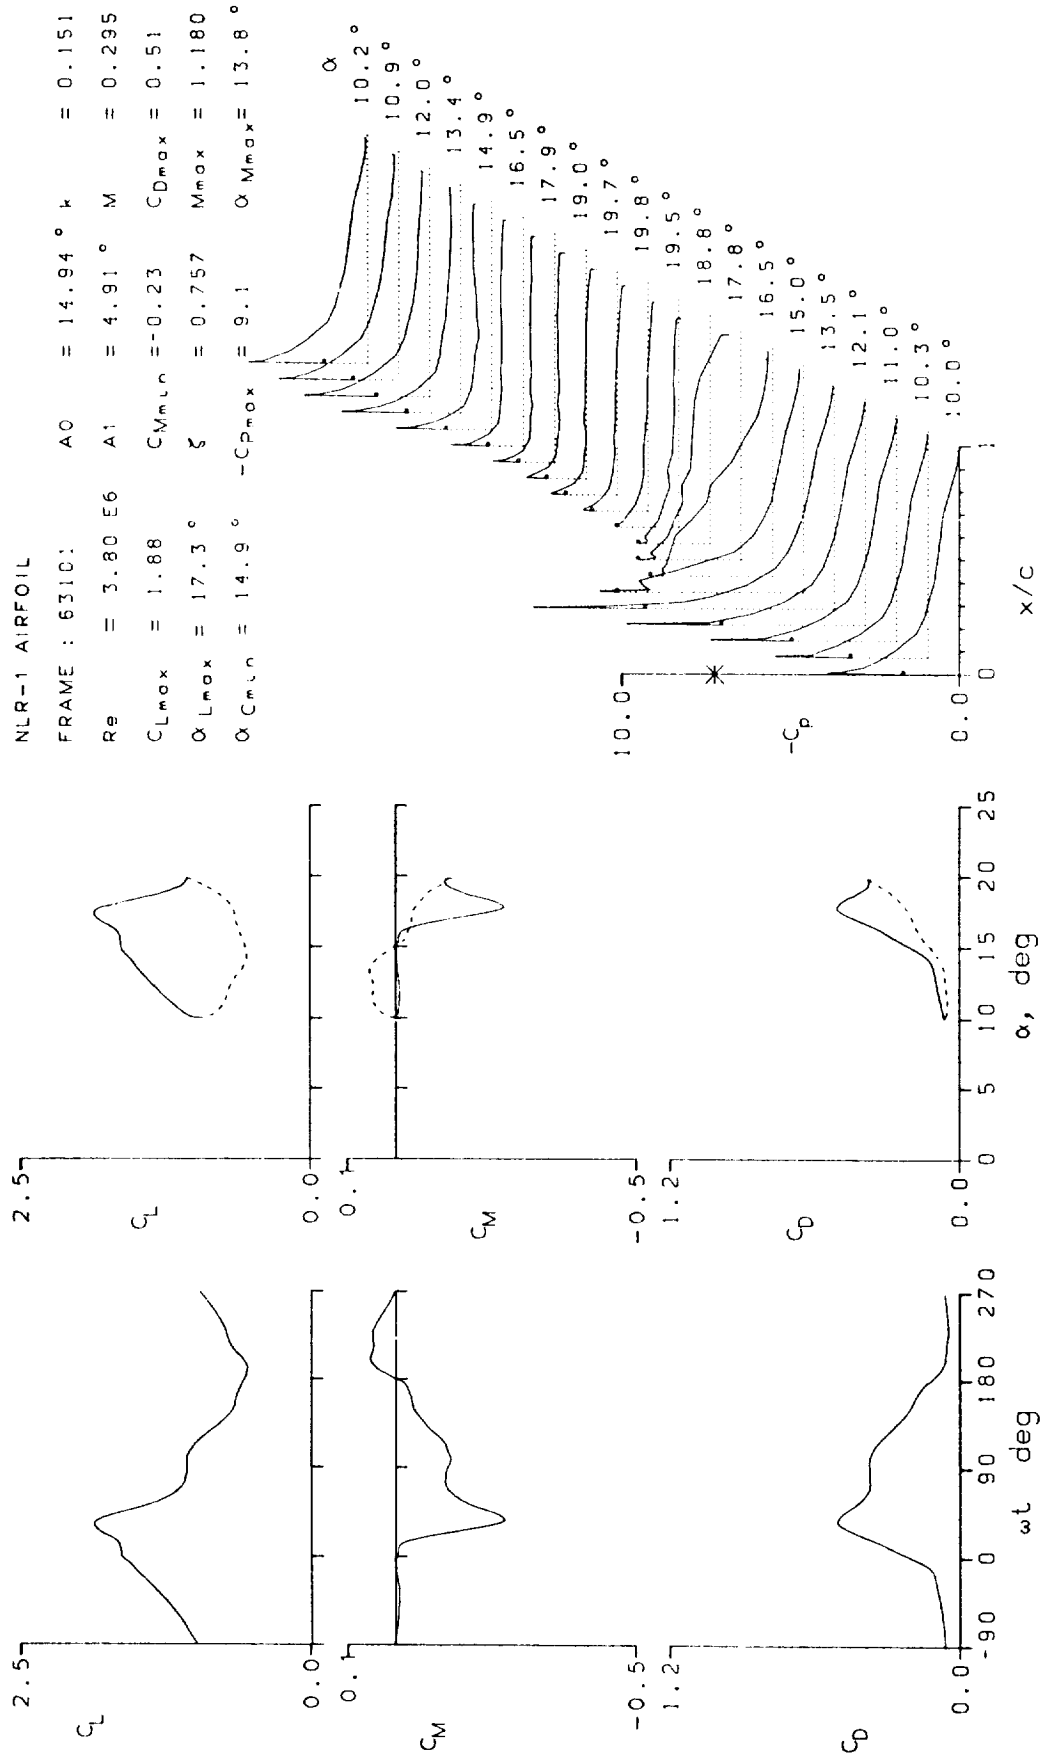 NLR-1 AIRFOIL
FRAME : 63101 A0 = 14.94 ° k = 0.151
Re = 3.80 E6 A1 = 4.91 ° M = 0.295
CLmax = 1.88 CMmin =-0.23 CDmax = 0.51
αLmax = 17.3 ° ζ = 0.757 Mmax = 1.180
αCmin = 14.9 ° -CPmax = 9.1 αMmax= 13.8 °
2.5
CL
0.0
0.1
CM
-0.5
1.2
CD
0.0
-90 0 90 180 270
ωt deg
2.5
CL
0.0
0.1
CM
-0.5
1.2
CD
0.0
0 5 10 15 20 25
α, deg
α
10.2 °
10.9 °
12.0 °
13.4 °
14.9 °
16.5 °
17.9 °
19.0 °
19.7 °
19.8 °
19.5 °
18.8 °
17.8 °
16.5 °
15.0 °
13.5 °
12.1 °
11.0 °
10.3 °
10.0 °
10.0
-Cp
0.0
0 1
x/c